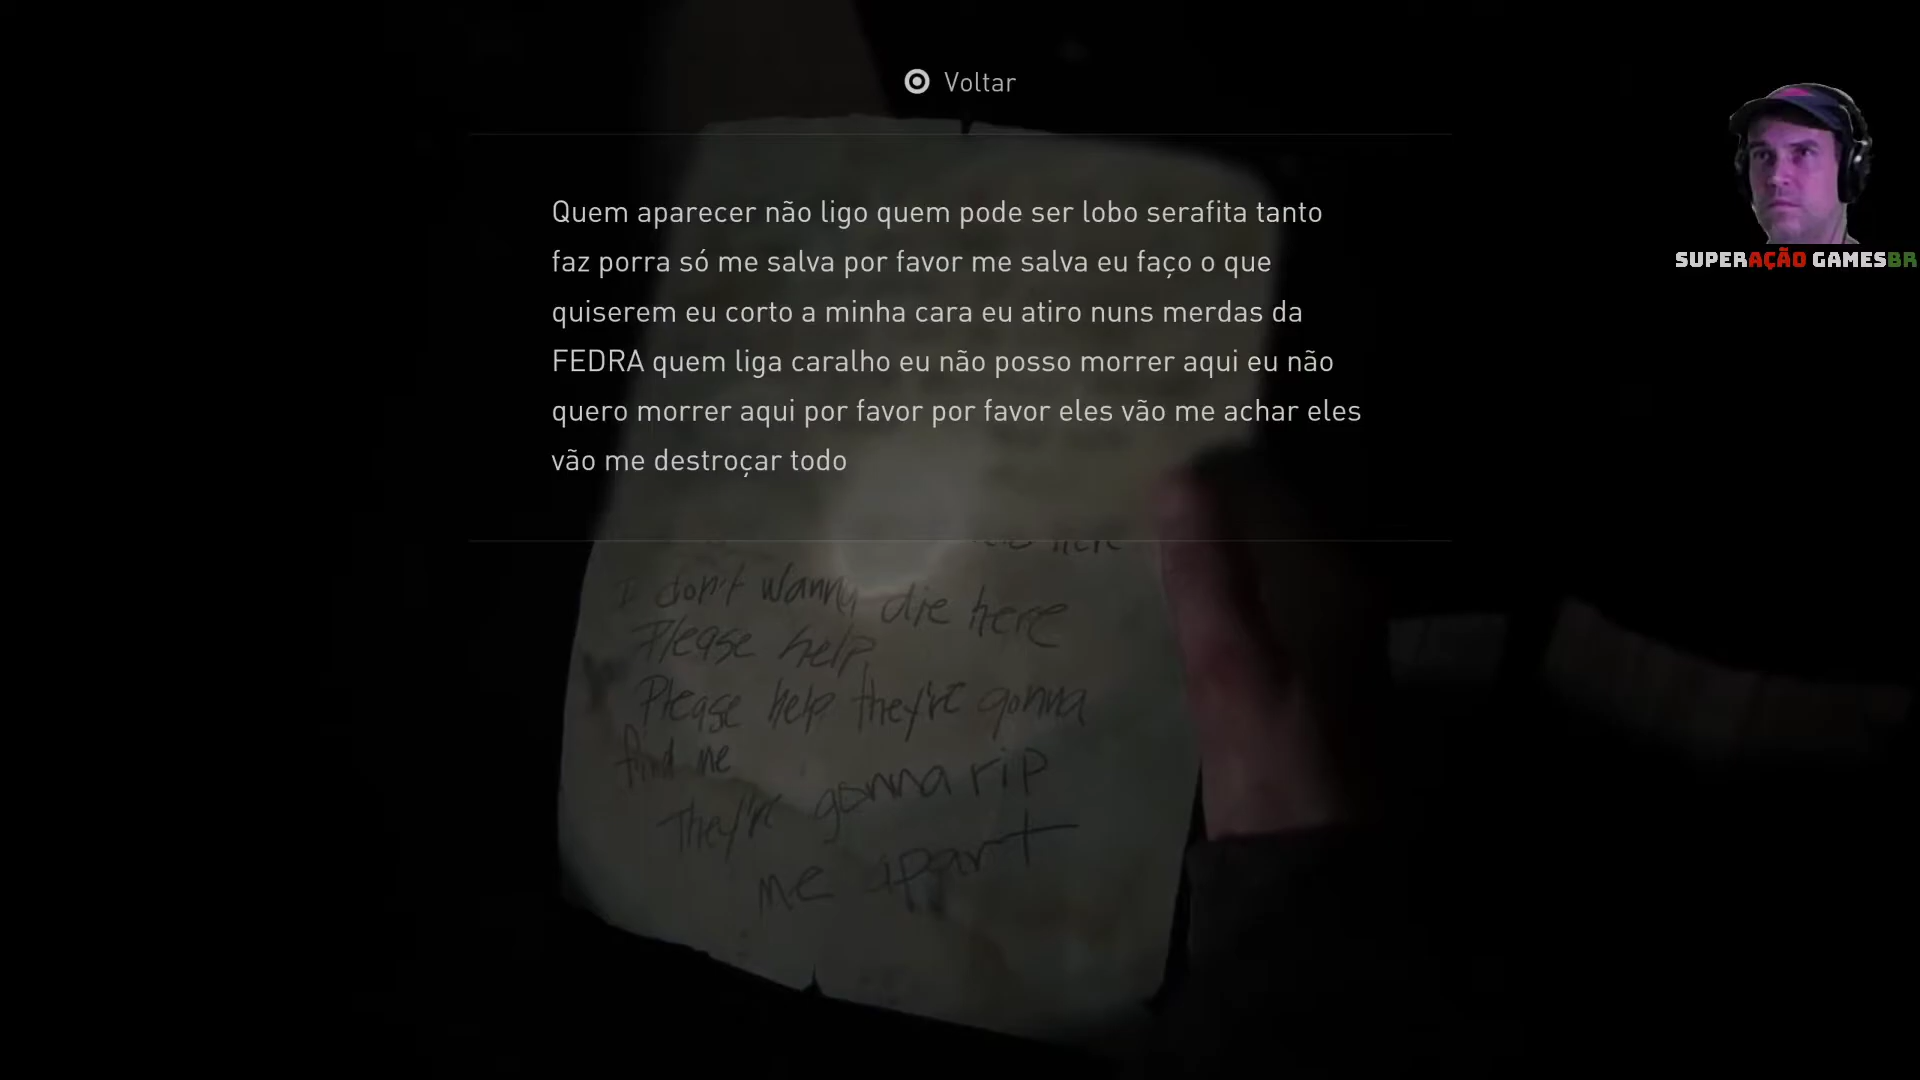 Voltar
Quem aparecer não ligo quem pode ser lobo serafita tanto
faz porra só me salva por favor me salva eu faço o que
quiserem eu corto a minha cara eu atiro nuns merdas da
FEDRA quem liga caralho eu não posso morrer aqui eu não
quero morrer aqui por favor por favor eles vão me achar eles
vão me destroçar todo
SUPERAÇÃO GAMESBR
here
I don't wanna die here
Please help
Please help they're gonna
find me
They're gonna rip
me apart